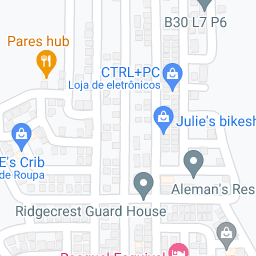 B30 L7 P6
Pares hub
CTRL+PC
Loja de eletrônicos
Julie's bikesh
E's Crib
de Roupa
Aleman's Res
Ridgecrest Guard House